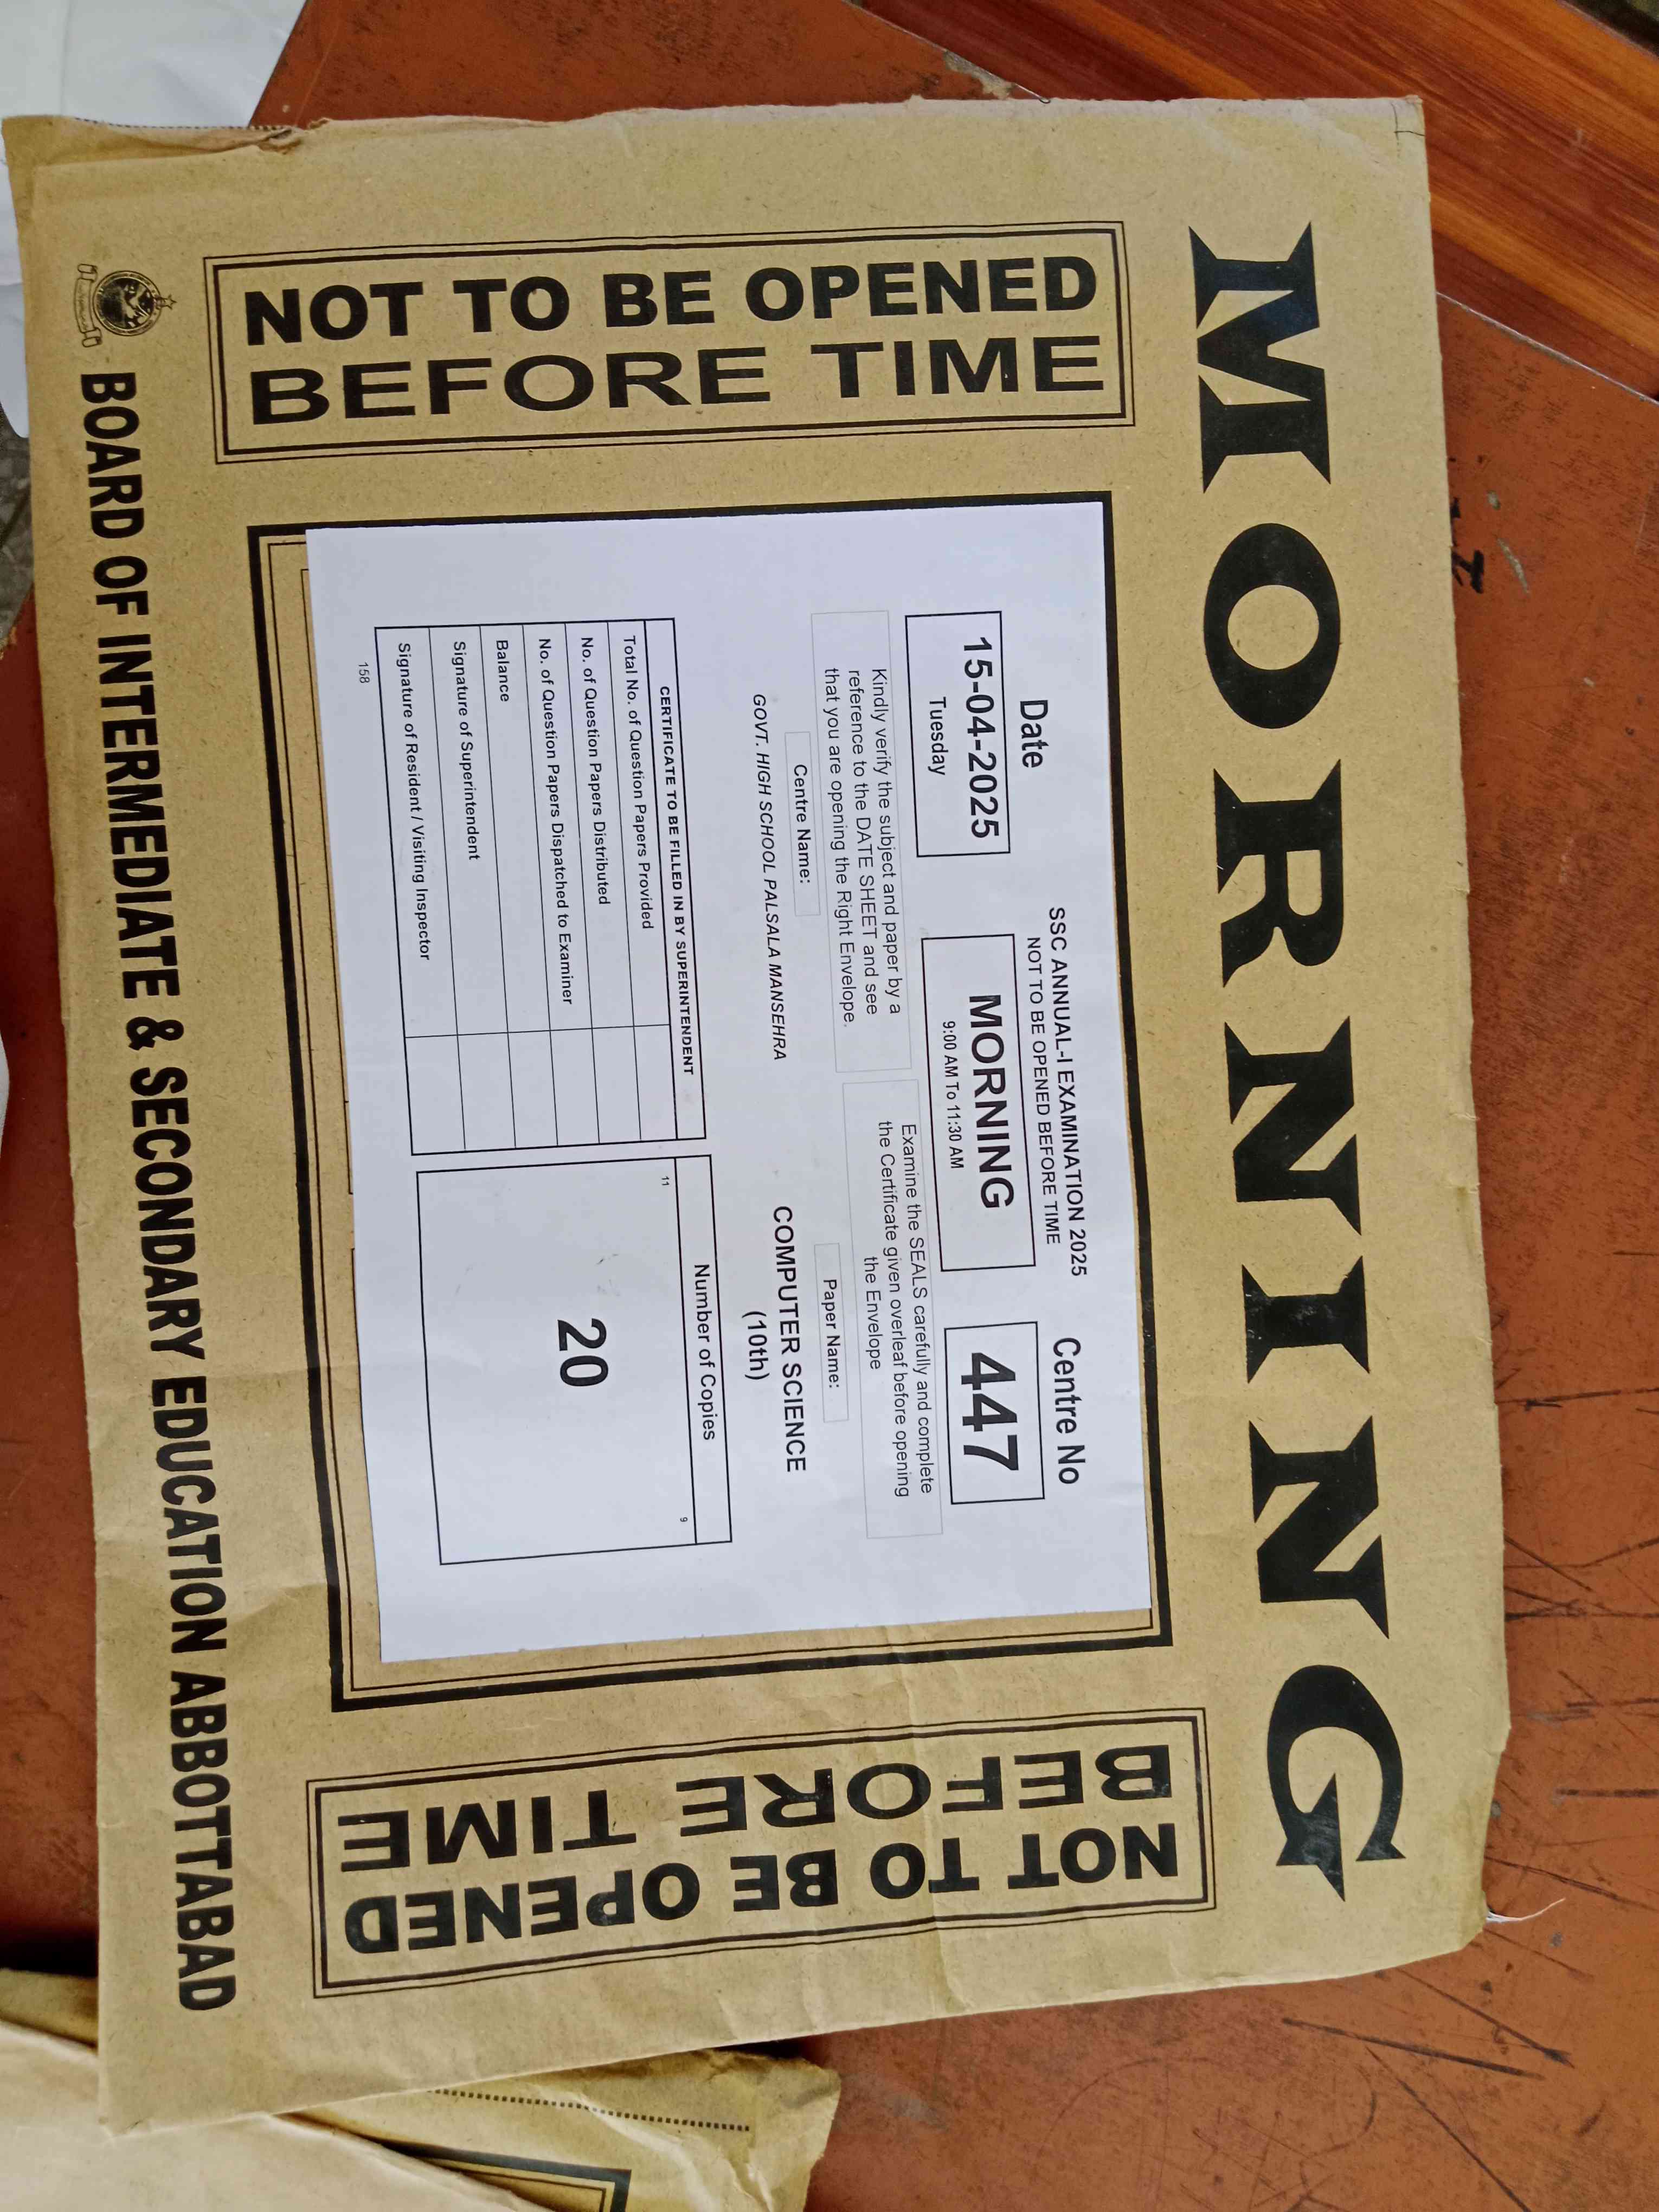 MORNING
NOT TO BE OPENED
BEFORE TIME
SSC ANNUAL-I EXAMINATION 2025
NOT TO BE OPENED BEFORE TIME
Date
15-04-2025
Tuesday
MORNING
9:00 AM To 11:30 AM
Centre No
447
Kindly verify the subject and paper by a
reference to the DATE SHEET and see
that you are opening the Right Envelope.
Examine the SEALS carefully and complete
the Certificate given overleaf before opening
the Envelope
Centre Name:
GOVT. HIGH SCHOOL PALSALA MANSEHRA
Paper Name:
COMPUTER SCIENCE
(10th)
CERTIFICATE TO BE FILLED IN BY SUPERINTENDENT
Total No. of Question Papers Provided
No. of Question Papers Distributed
No. of Question Papers Dispatched to Examiner
Balance
Signature of Superintendent
Signature of Resident / Visiting Inspector
158
Number of Copies
11
9
20
NOT TO BE OPENED
BEFORE TIME
BOARD OF INTERMEDIATE & SECONDARY EDUCATION ABBOTTABAD